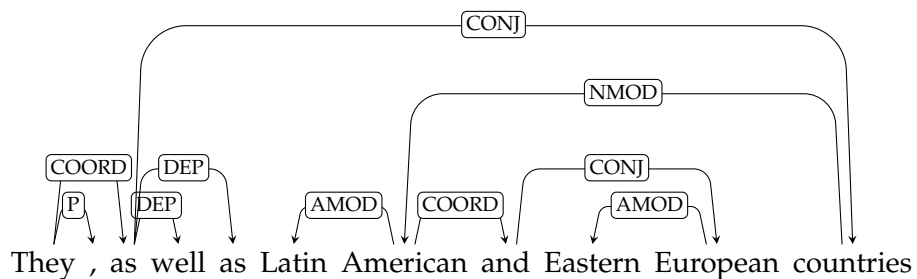 CONJ
NMOD
COORD DEP CONJ
P DEP AMOD COORD AMOD
They , as well as Latin American and Eastern European countries